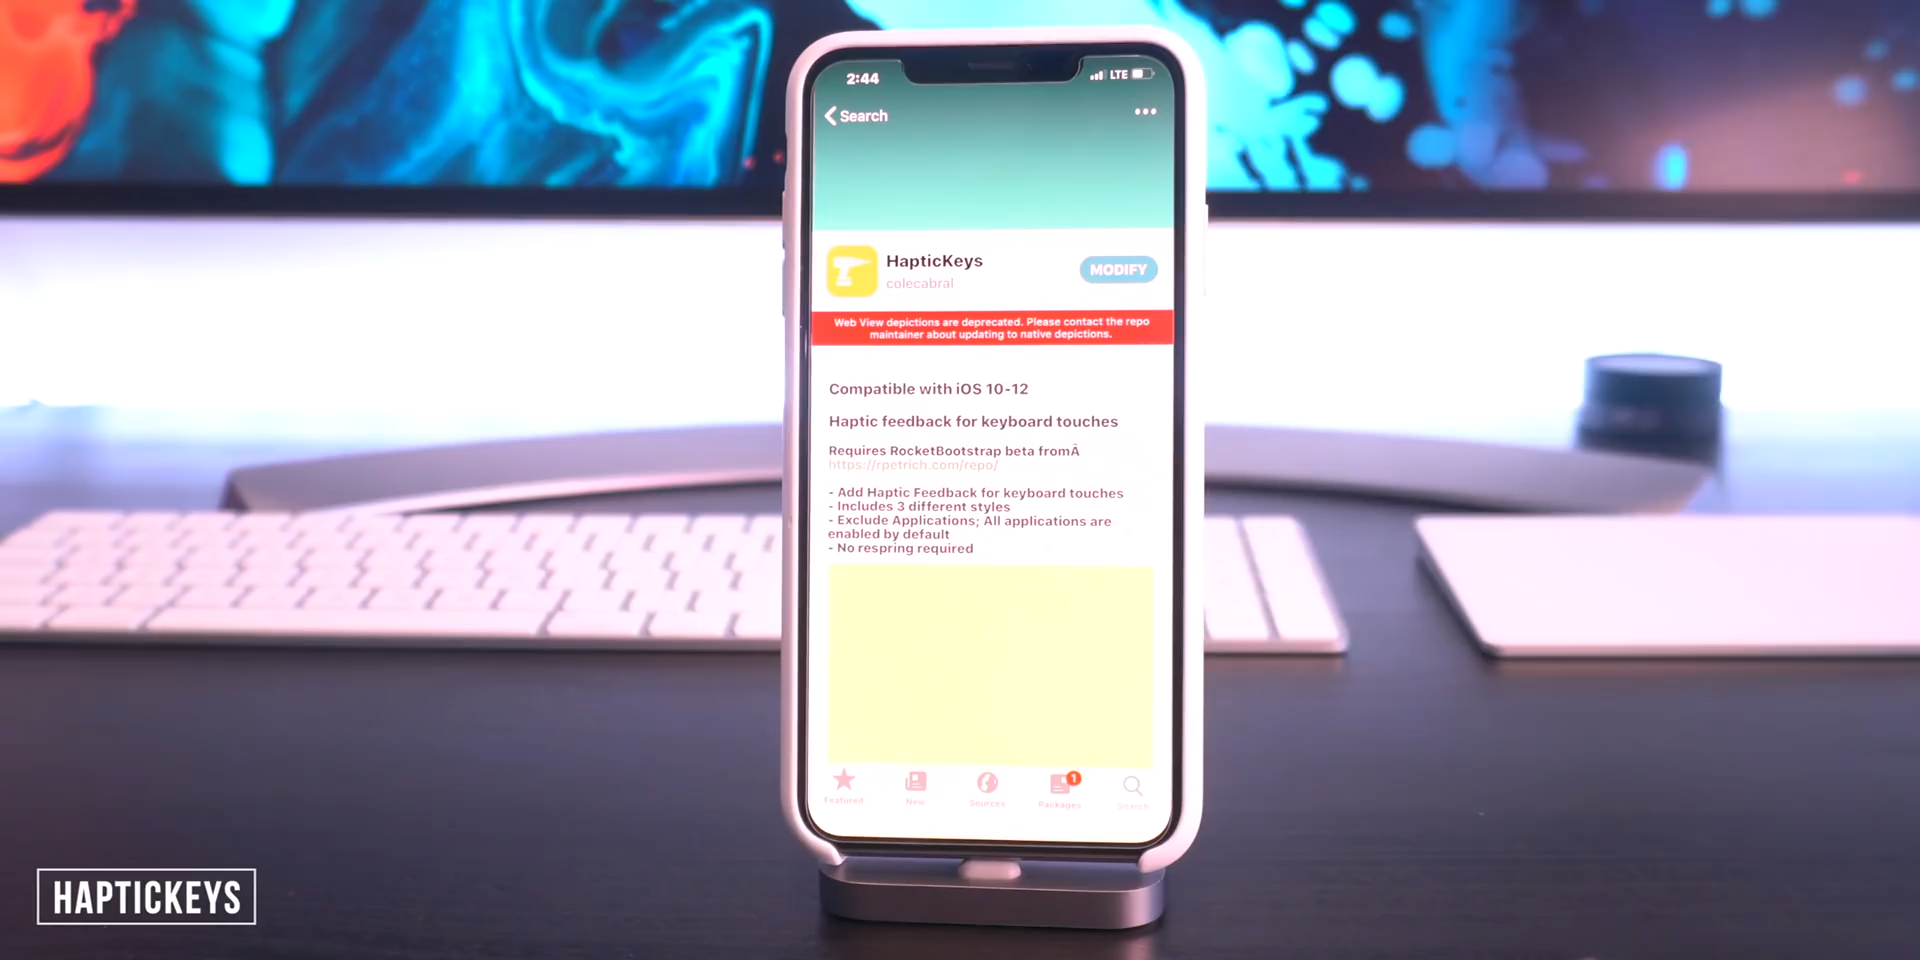 2:44
LTE
Search
HapticKeys
colecabral
MODIFY
Web View depictions are deprecated. Please contact the repo
maintainer about updating to native depictions.
Compatible with iOS 10-12
Haptic feedback for keyboard touches
Requires RocketBootstrap beta fromÂ
https://rpetrich.com/repo/
- Add Haptic Feedback for keyboard touches
- Includes 3 different styles
- Exclude Applications; All applications are
enabled by default
- No respring required
Featured
New
Sources
Packages
1
Search
HAPTICKEYS